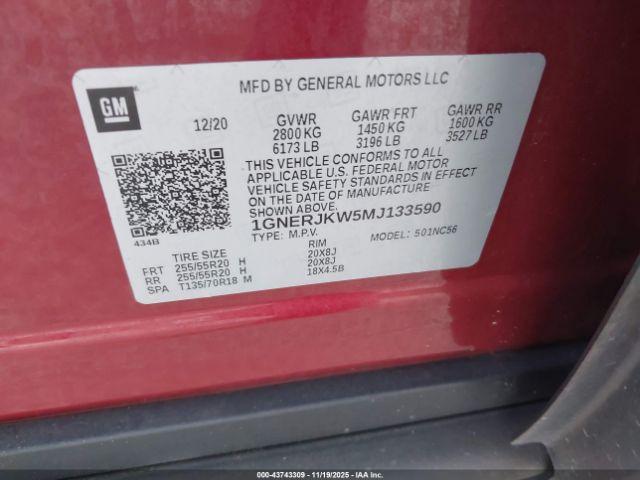 GM
MFD BY GENERAL MOTORS LLC
12/20
GVWR GAWR FRT GAWR RR
2800 KG 1450 KG 1600 KG
6173 LB 3196 LB 3527 LB
THIS VEHICLE CONFORMS TO ALL
APPLICABLE U.S. FEDERAL MOTOR
VEHICLE SAFETY STANDARDS IN EFFECT
ON THE DATE OF MANUFACTURE
1GNERJKW5MJ133590
TYPE: M.P.V. MODEL: 501NC56
434B
TIRE SIZE RIM
FRT 255/55R20 H 20X8J
RR 255/55R20 H 20X8J
SPA T135/70R18 M 18X4.5B
000-43743309 - 11/19/2025 - IAA Inc.